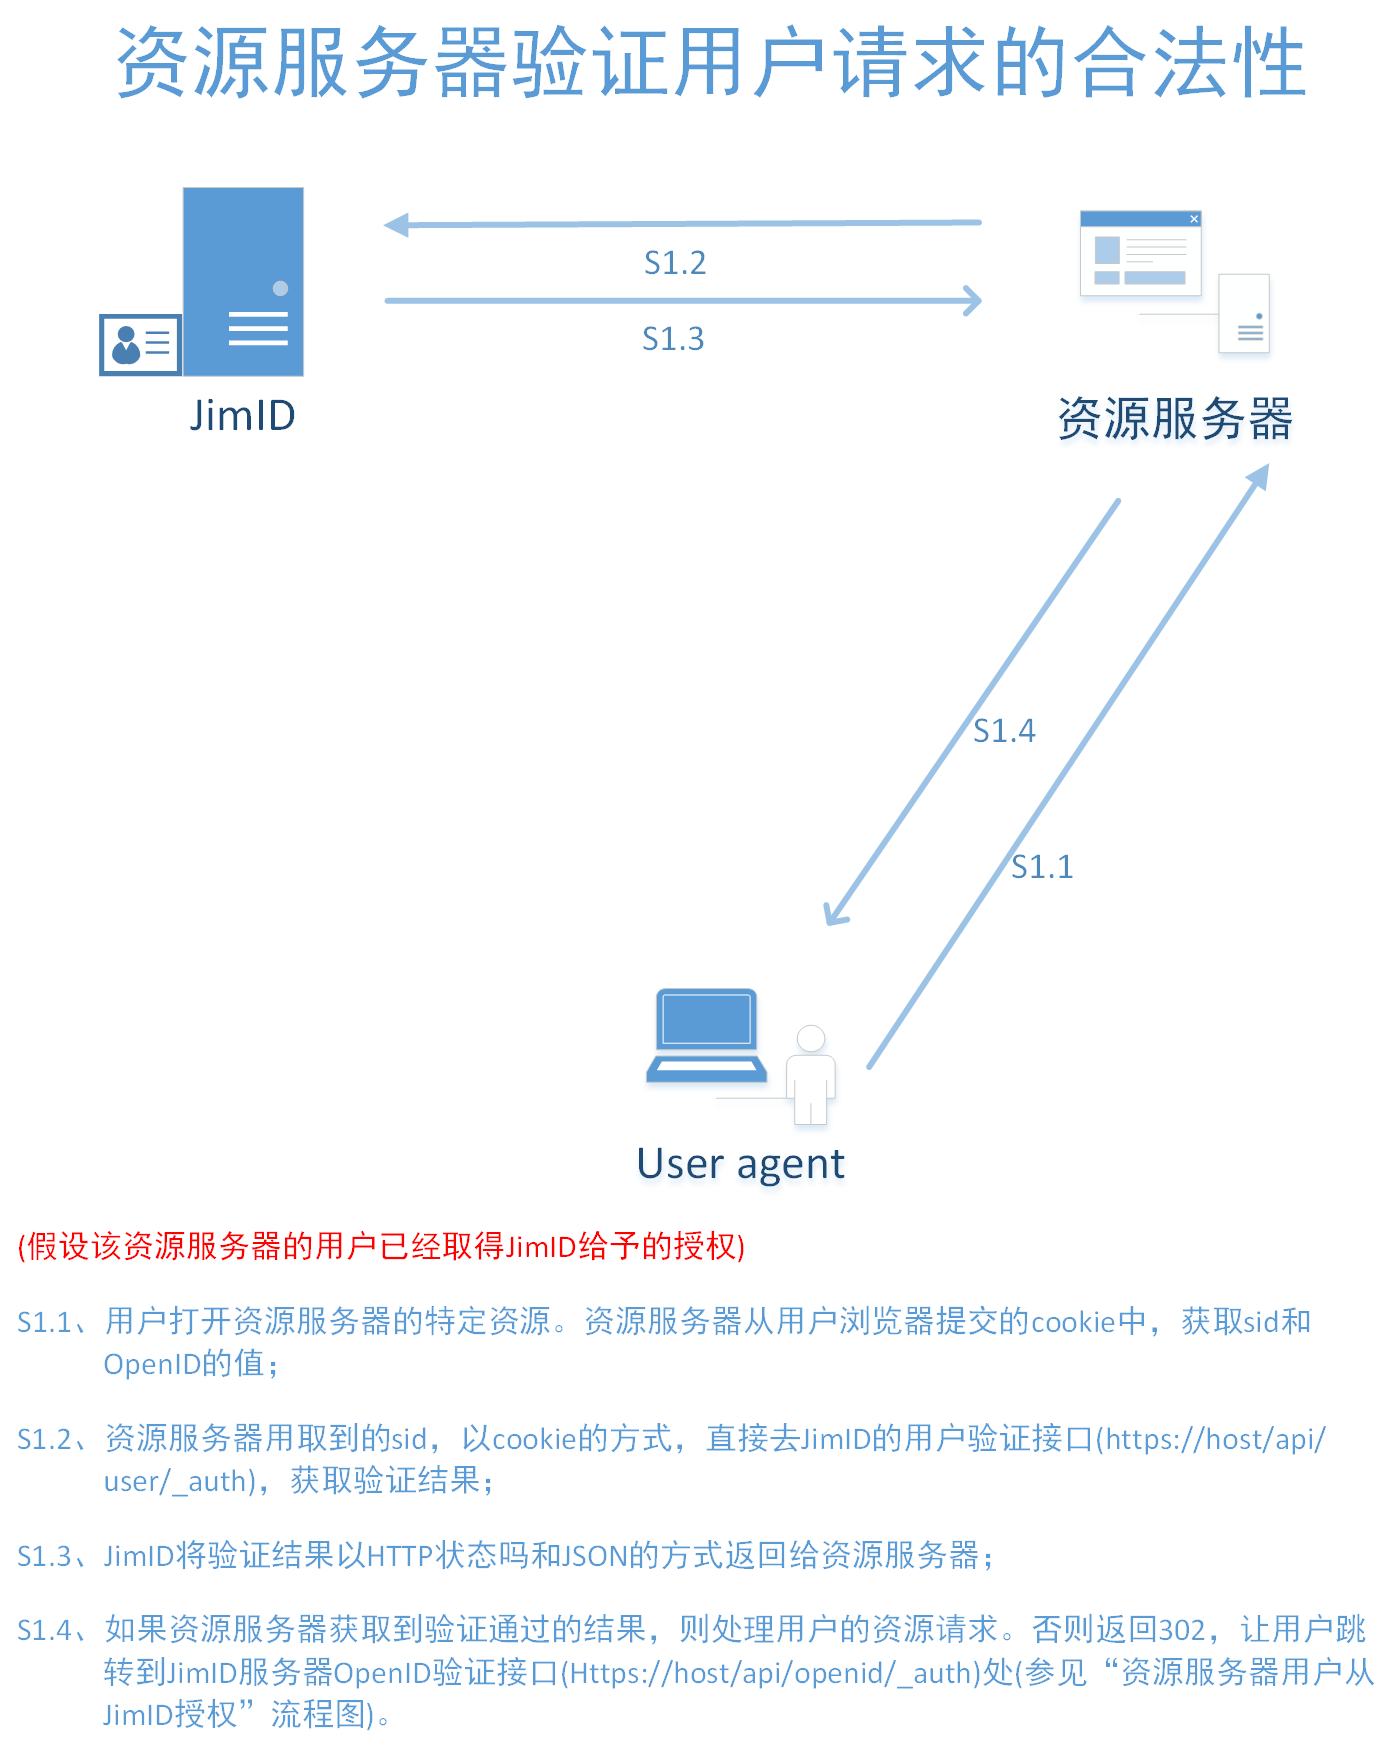 资源服务器验证用户请求的合法性
S1.2
S1.3
JimID
资源服务器
S1.4
S1.1
User agent
(假设该资源服务器的用户已经取得JimID给予的授权)
S1.1、用户打开资源服务器的特定资源。资源服务器从用户浏览器提交的cookie中，获取sid和
OpenID的值；
S1.2、资源服务器用取到的sid，以cookie的方式，直接去JimID的用户验证接口(https://host/api/
user/_auth)，获取验证结果；
S1.3、JimID将验证结果以HTTP状态吗和JSON的方式返回给资源服务器；
S1.4、如果资源服务器获取到验证通过的结果，则处理用户的资源请求。否则返回302，让用户跳
转到JimID服务器OpenID验证接口(Https://host/api/openid/_auth)处(参见“资源服务器用户从
JimID授权”流程图)。